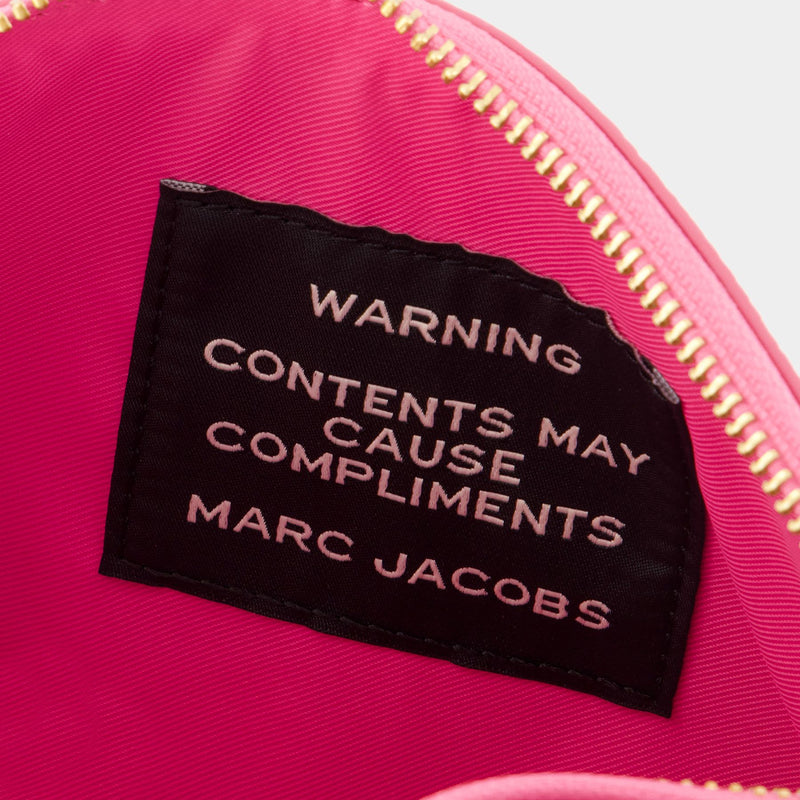 WARNING
CONTENTS MAY
CAUSE
COMPLIMENTS
MARC JACOBS